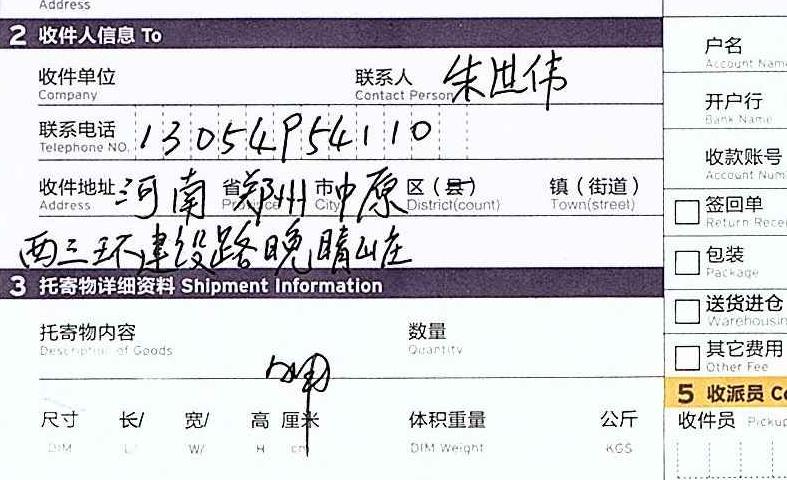 Address
2 收件人信息 To
收件单位 联系人 朱洪伟
Company Contact Person
联系电话 13054954110
Telephone NO.
收件地址 河南 省 郑州 市 中原 区（县） 镇（街道）
Address Province City District(count) Town(street)
西三环建设路晚晴山庄
3 托寄物详细资料 Shipment Information
托寄物内容 数量
Description of Goods Quantity
尺寸 长/ 宽/ 高 厘米 体积重量 公斤
DIM L/ W/ H cm DIM Weight KGS
户名
Account Name
开户行
Bank Name
收款账号
Account Num
签回单
Return Rece
包装
Package
送货进仓
Warehousin
其它费用
Other Fee
5 收派员 Co
收件员 Pickup